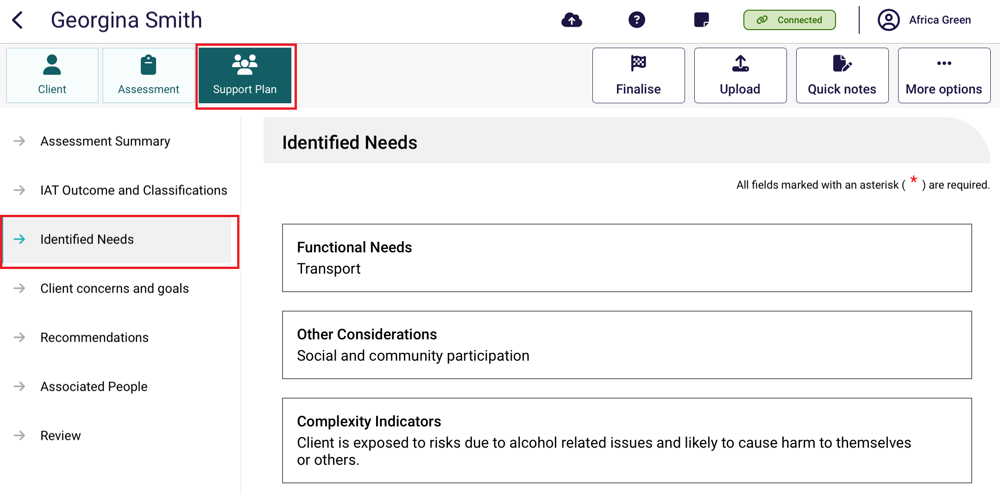 Georgina Smith
Connected
Africa Green
Client
Assessment
Support Plan
Finalise
Upload
Quick notes
More options
Assessment Summary
IAT Outcome and Classifications
Identified Needs
Client concerns and goals
Recommendations
Associated People
Review
Identified Needs
All fields marked with an asterisk ( * ) are required.
Functional Needs
Transport
Other Considerations
Social and community participation
Complexity Indicators
Client is exposed to risks due to alcohol related issues and likely to cause harm to themselves
or others.